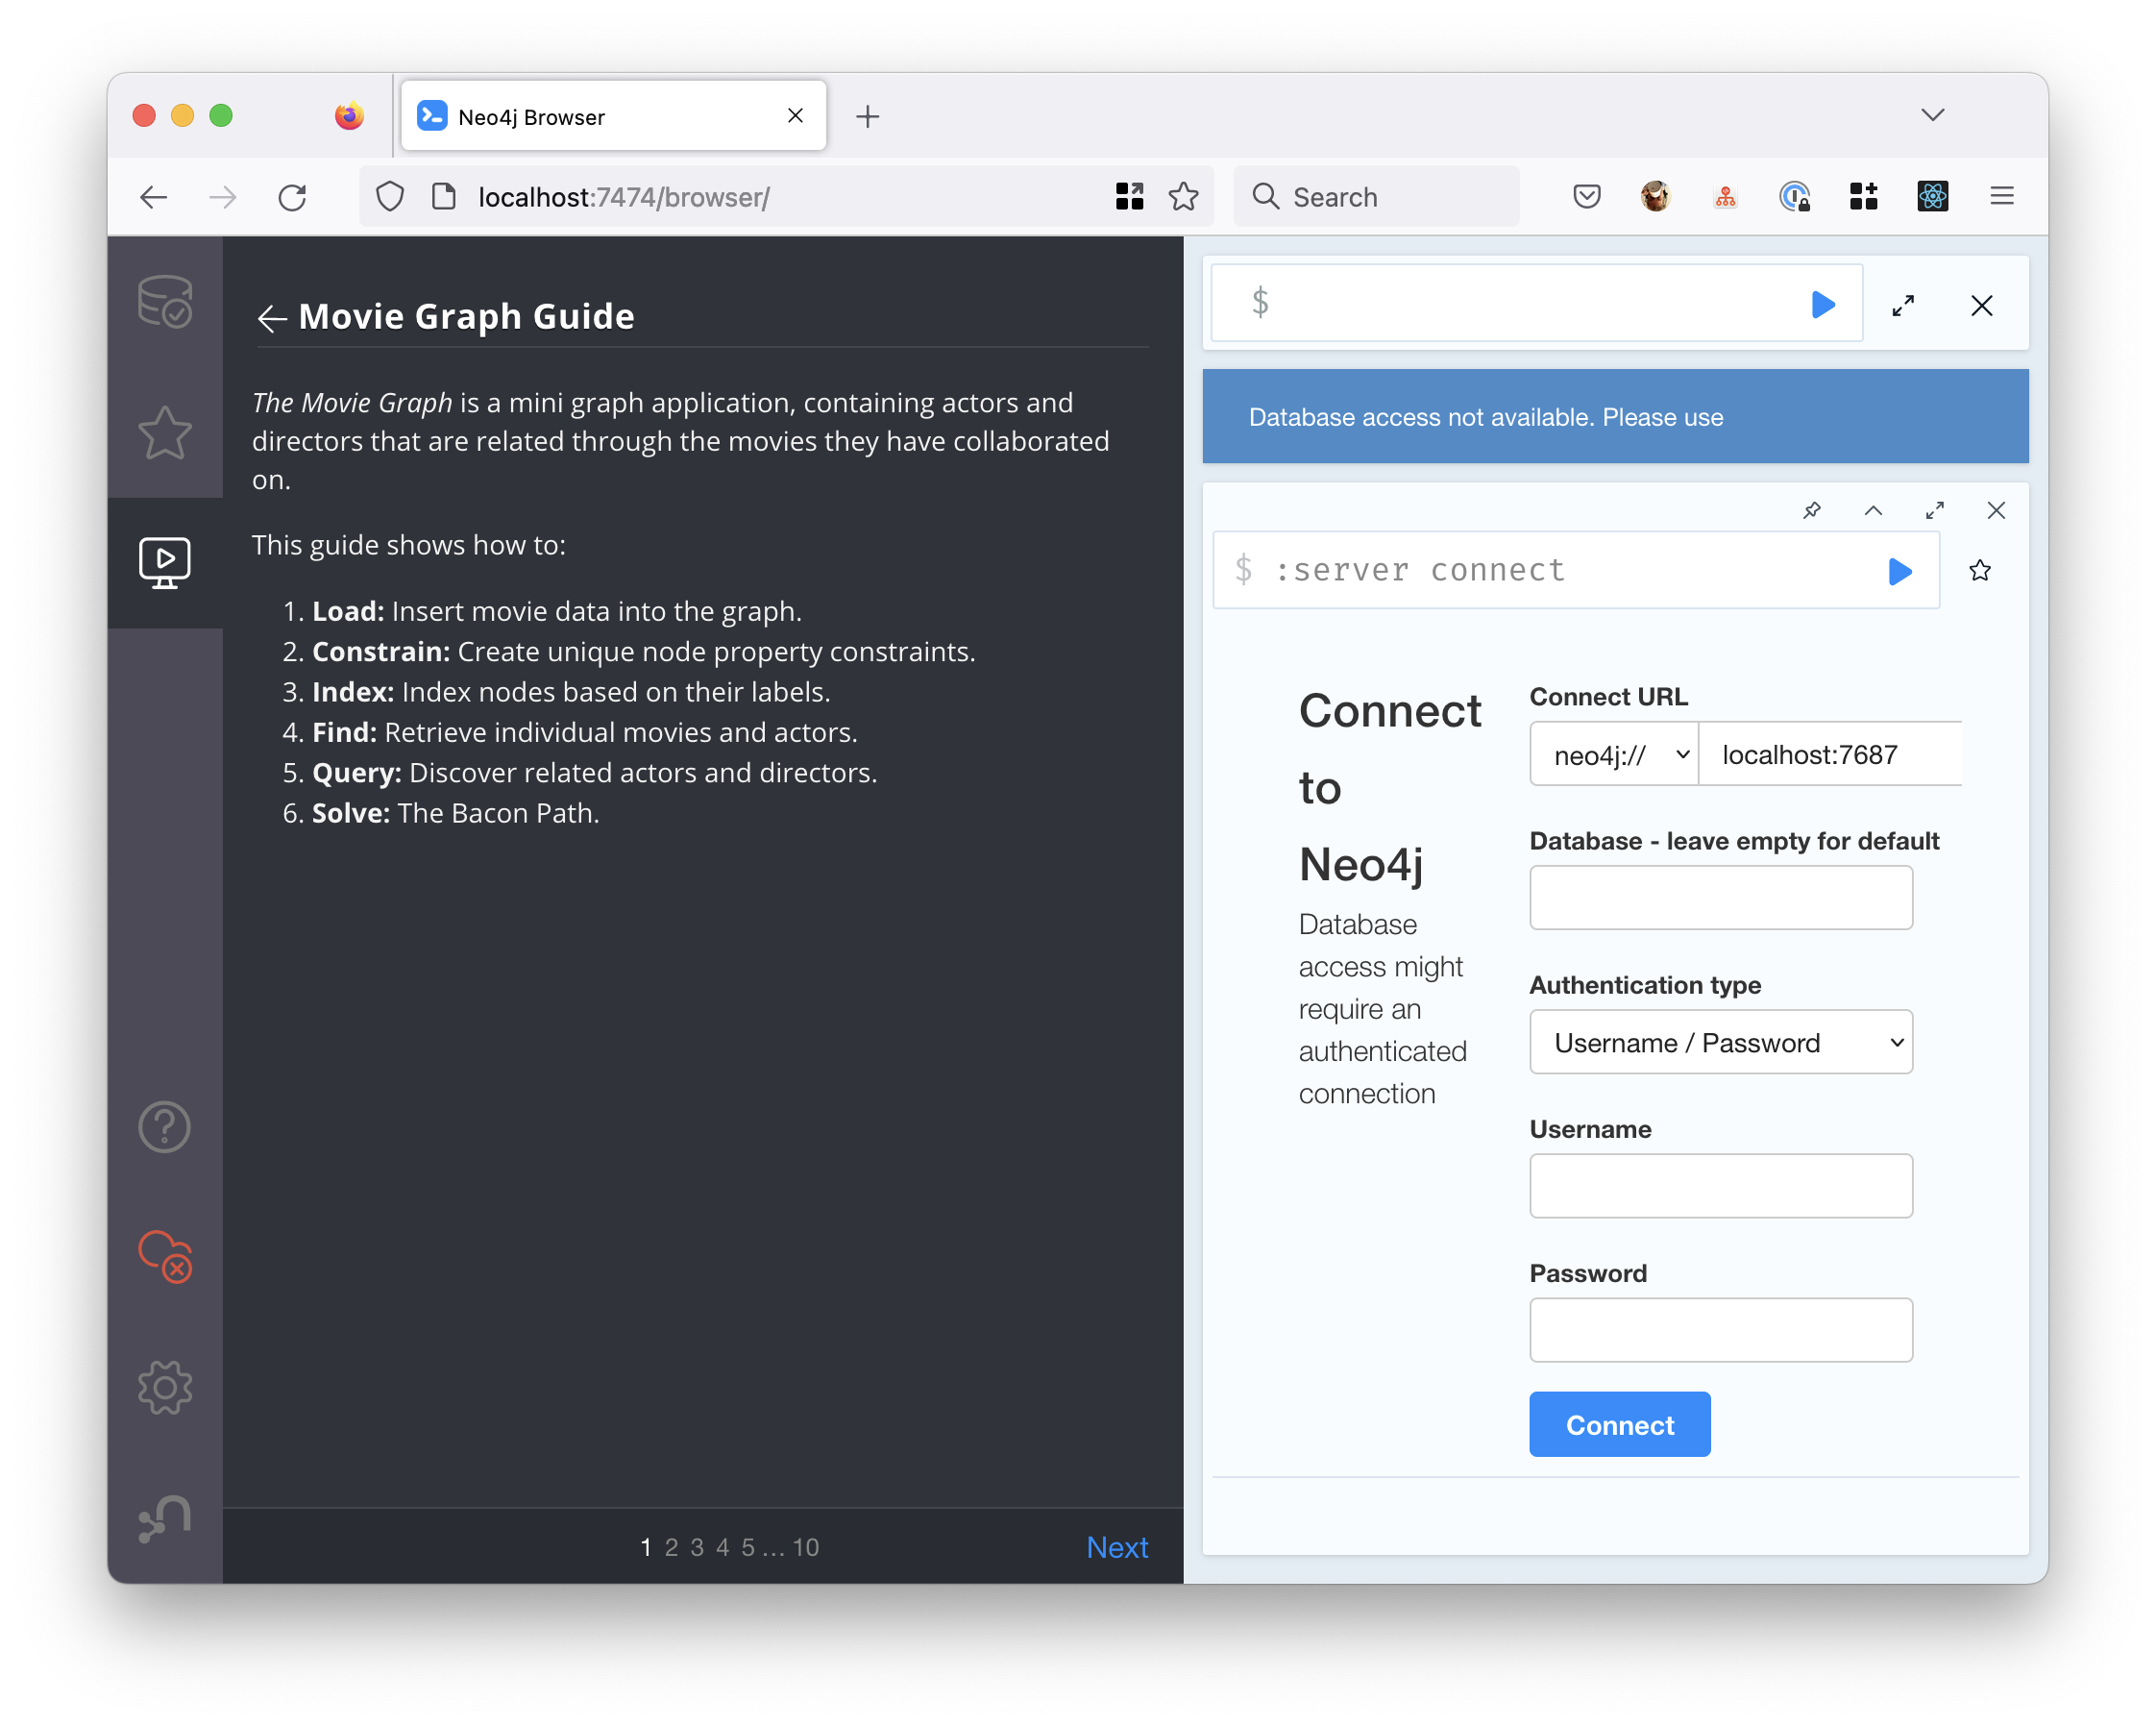 Neo4j Browser
localhost:7474/browser/
Search
Movie Graph Guide
The Movie Graph is a mini graph application, containing actors and
directors that are related through the movies they have collaborated
on.
This guide shows how to:
1. Load: Insert movie data into the graph.
2. Constrain: Create unique node property constraints.
3. Index: Index nodes based on their labels.
4. Find: Retrieve individual movies and actors.
5. Query: Discover related actors and directors.
6. Solve: The Bacon Path.
1 2 3 4 5 ... 10
Next
$
Database access not available. Please use
$ :server connect
Connect
to
Neo4j
Database
access might
require an
authenticated
connection
Connect URL
neo4j://
localhost:7687
Database - leave empty for default
Authentication type
Username / Password
Username
Password
Connect